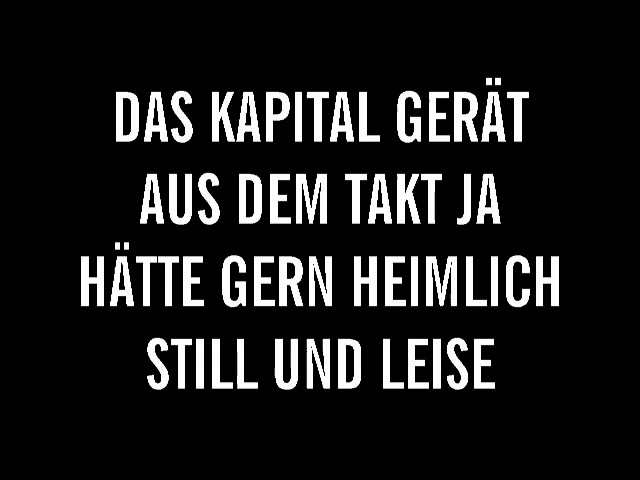 DAS KAPITAL GERÄT
AUS DEM TAKT JA
HÄTTE GERN HEIMLICH
STILL UND LEISE